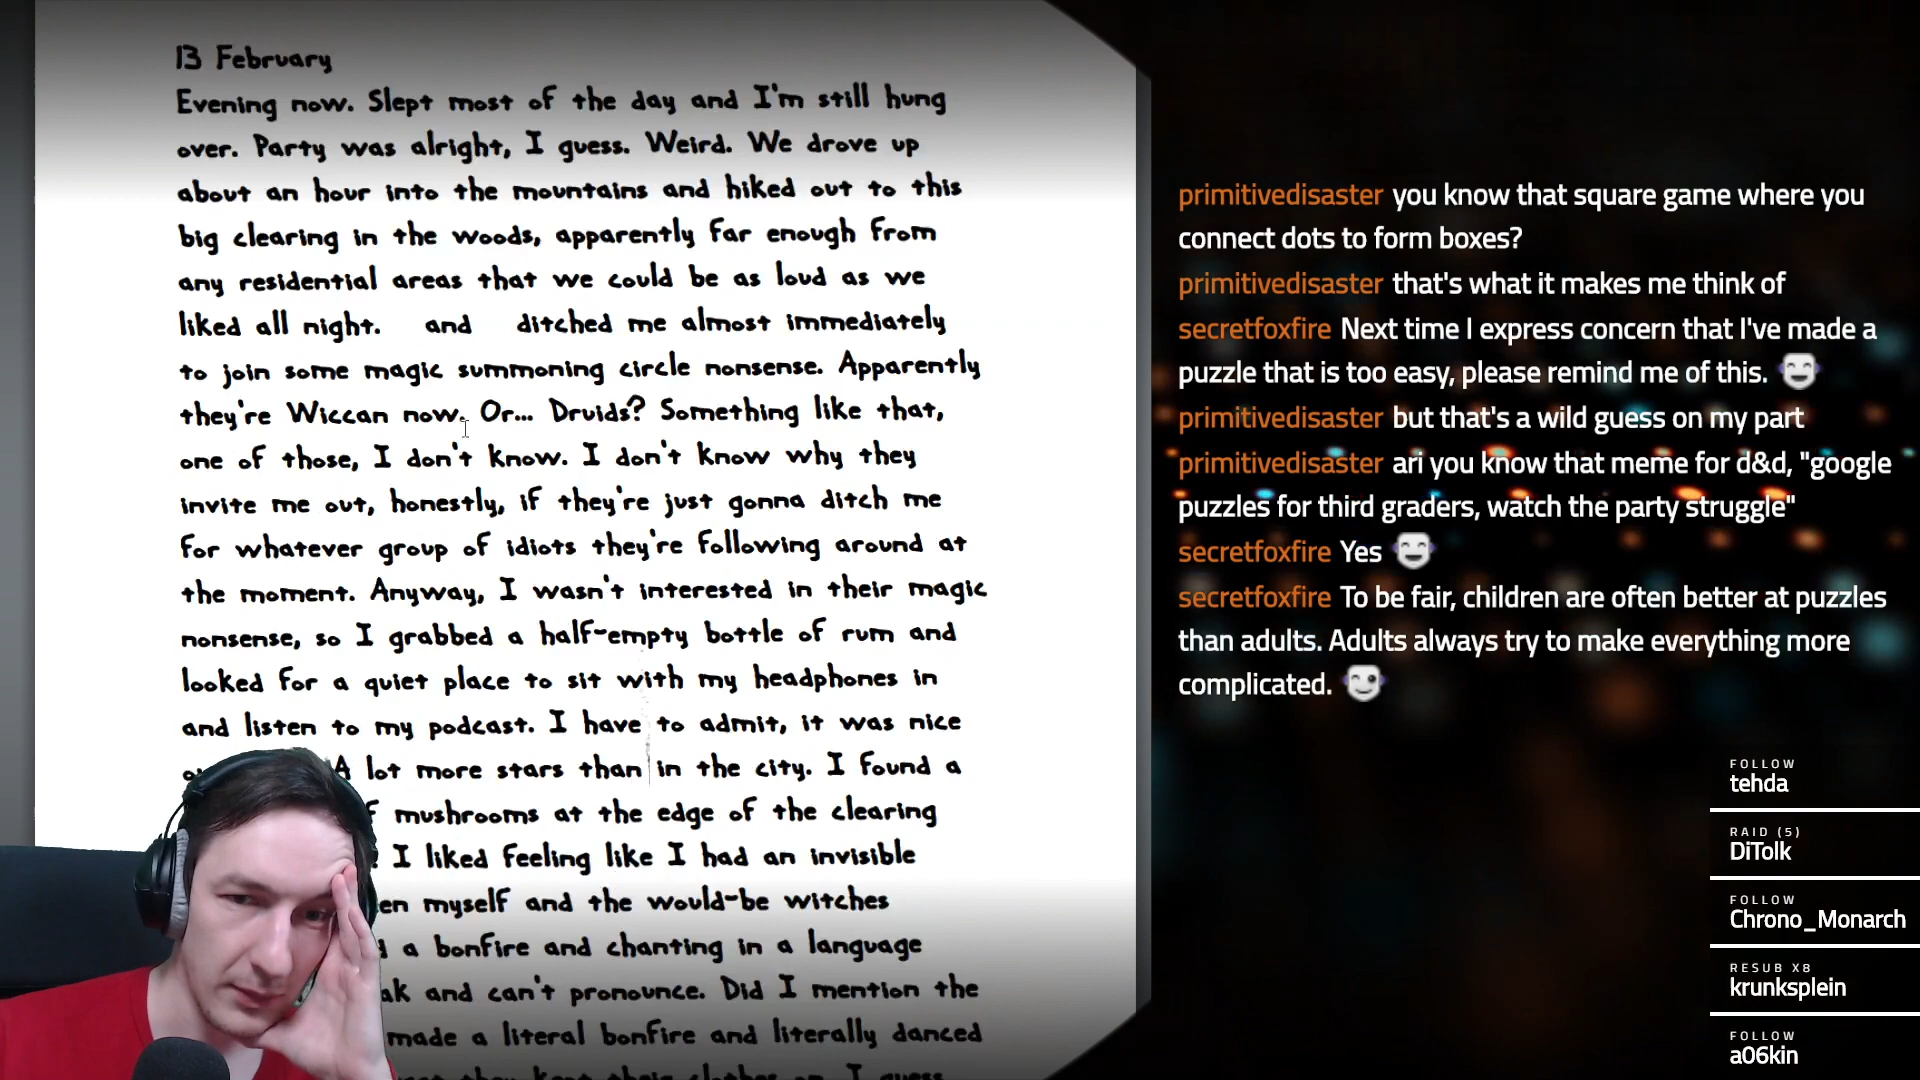 13 February
Evening now. Slept most of the day and I'm still hung
over. Party was alright, I guess. Weird. We drove up
about an hour into the mountains and hiked out to this
big clearing in the woods, apparently far enough from
any residential areas that we could be as loud as we
liked all night. and ditched me almost immediately
to join some magic summoning circle nonsense. Apparently
they're Wiccan now. Or... Druids? Something like that,
one of those, I don't know. I don't know why they
invite me out, honestly, if they're just gonna ditch me
for whatever group of idiots they're following around at
the moment. Anyway, I wasn't interested in their magic
nonsense, so I grabbed a half-empty bottle of rum and
looked for a quiet place to sit with my headphones in
and listen to my podcast. I have to admit, it was nice
A lot more stars than in the city. I found a
mushrooms at the edge of the clearing
I liked feeling like I had an invisible
myself and the would-be witches
a bonfire and chanting in a language
and can't pronounce. Did I mention the
made a literal bonfire and literally danced
they kept their clothes on, I guess
primitivedisaster you know that square game where you
connect dots to form boxes?
primitivedisaster that's what it makes me think of
secretfoxfire Next time I express concern that I've made a
puzzle that is too easy, please remind me of this.
primitivedisaster but that's a wild guess on my part
primitivedisaster ari you know that meme for d&d, "google
puzzles for third graders, watch the party struggle"
secretfoxfire Yes
secretfoxfire To be fair, children are often better at puzzles
than adults. Adults always try to make everything more
complicated.
FOLLOW
tehda
RAID (5)
DiTolk
FOLLOW
Chrono_Monarch
RESUB X8
krunksplein
FOLLOW
a06kin